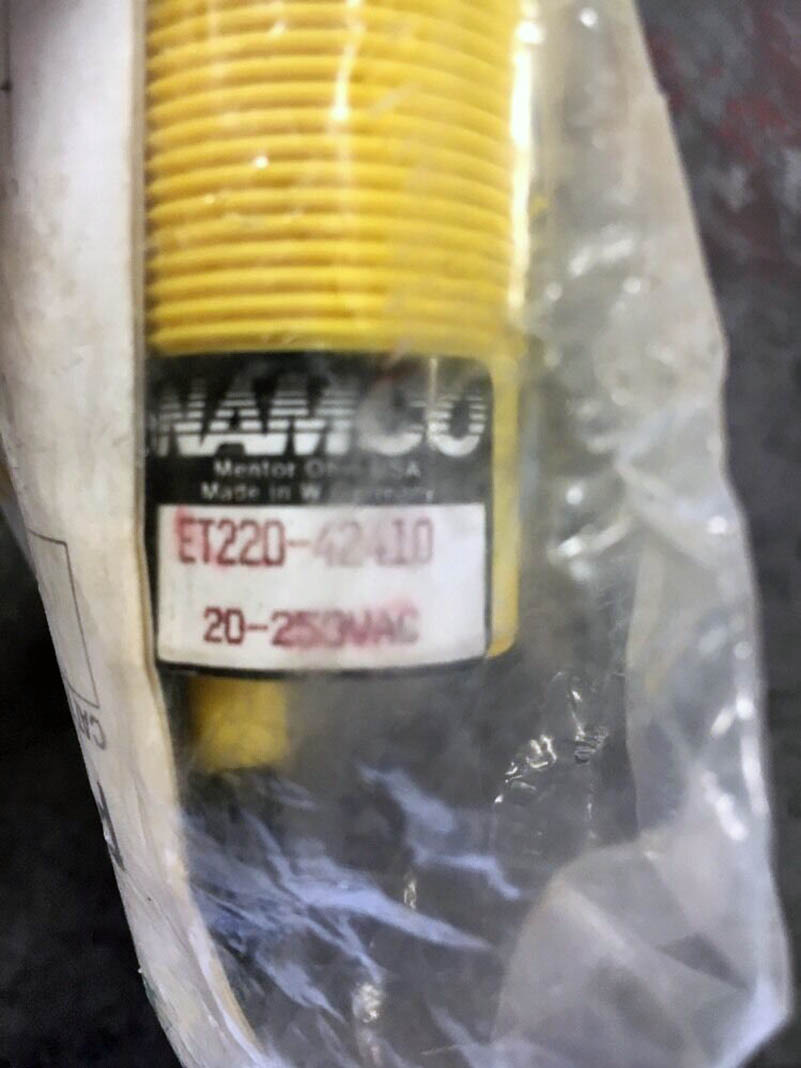 NAMCO
Mentor Ohio USA
Made in W. Germany
ET220-42410
20-250VAC